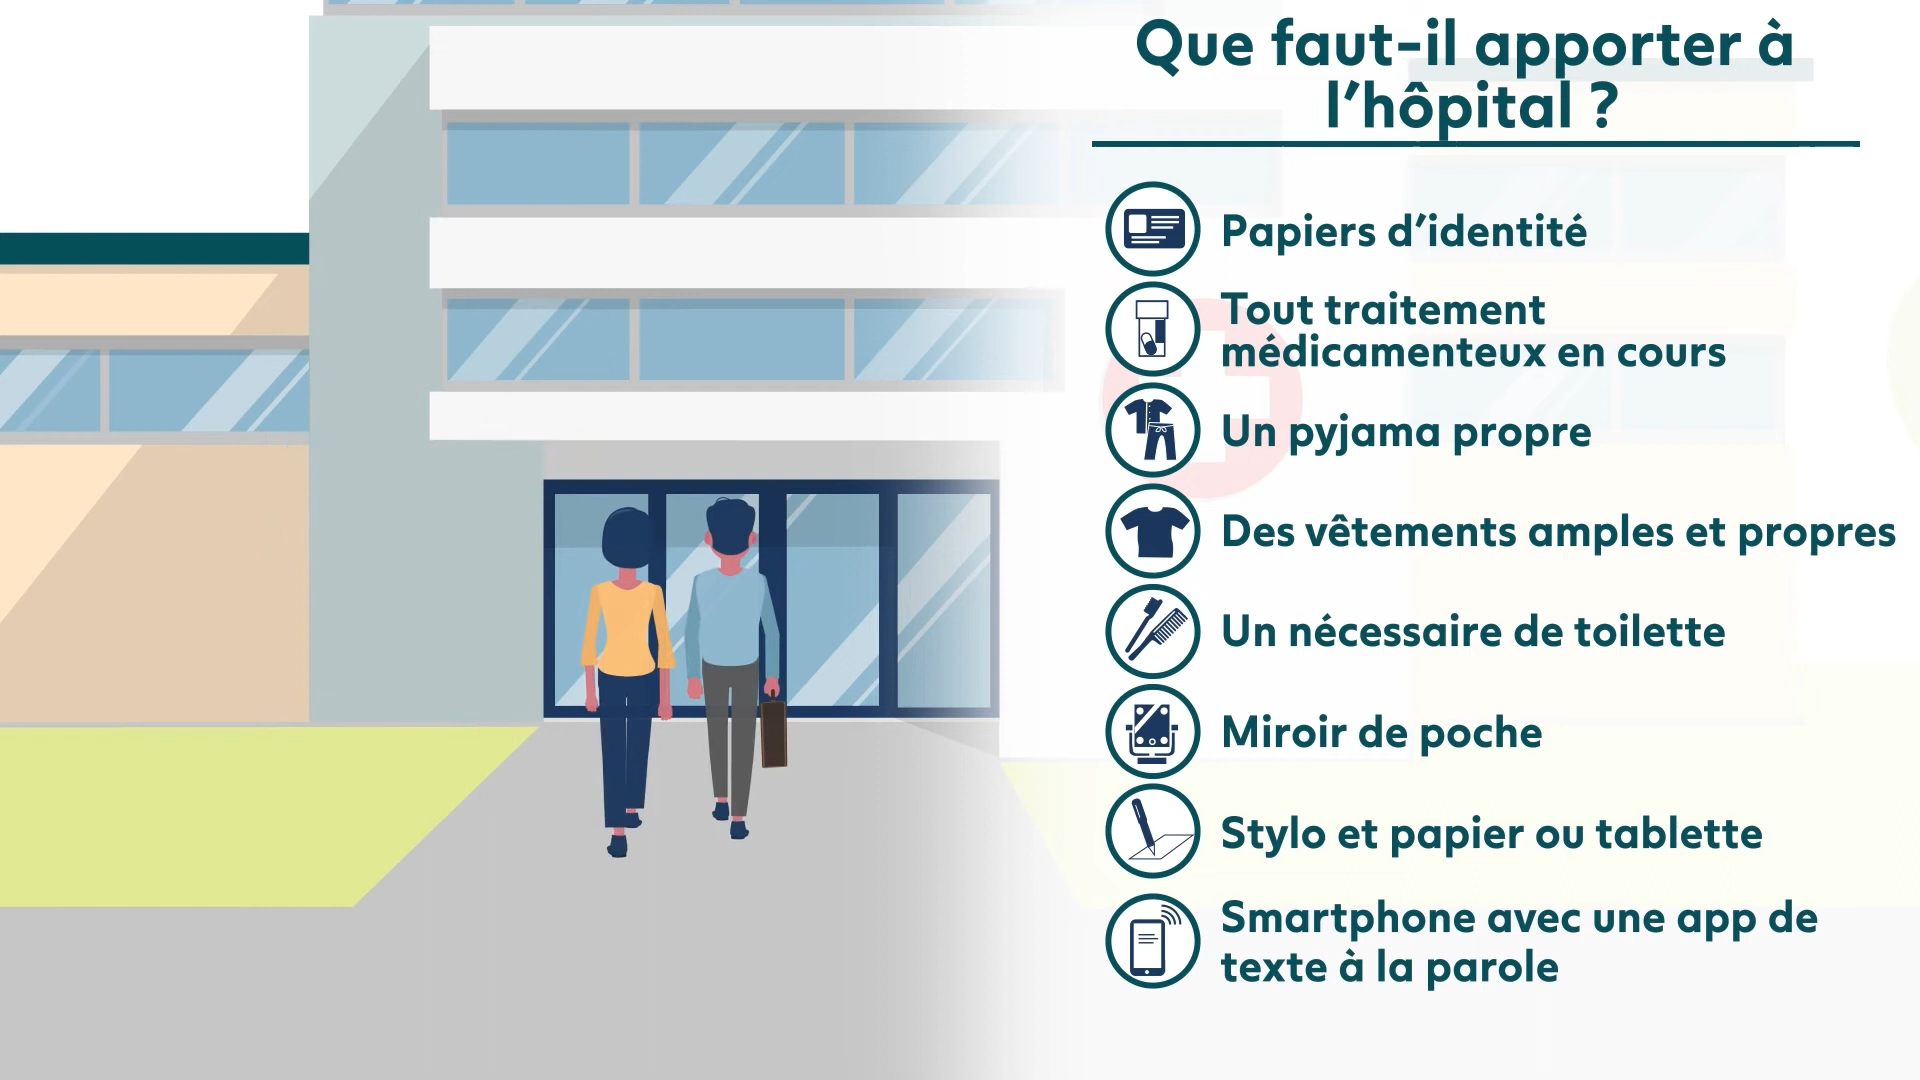 Que faut-il apporter à
l’hôpital ?
Papiers d’identité
Tout traitement
médicamenteux en cours
Un pyjama propre
Des vêtements amples et propres
Un nécessaire de toilette
Miroir de poche
Stylo et papier ou tablette
Smartphone avec une app de
texte à la parole